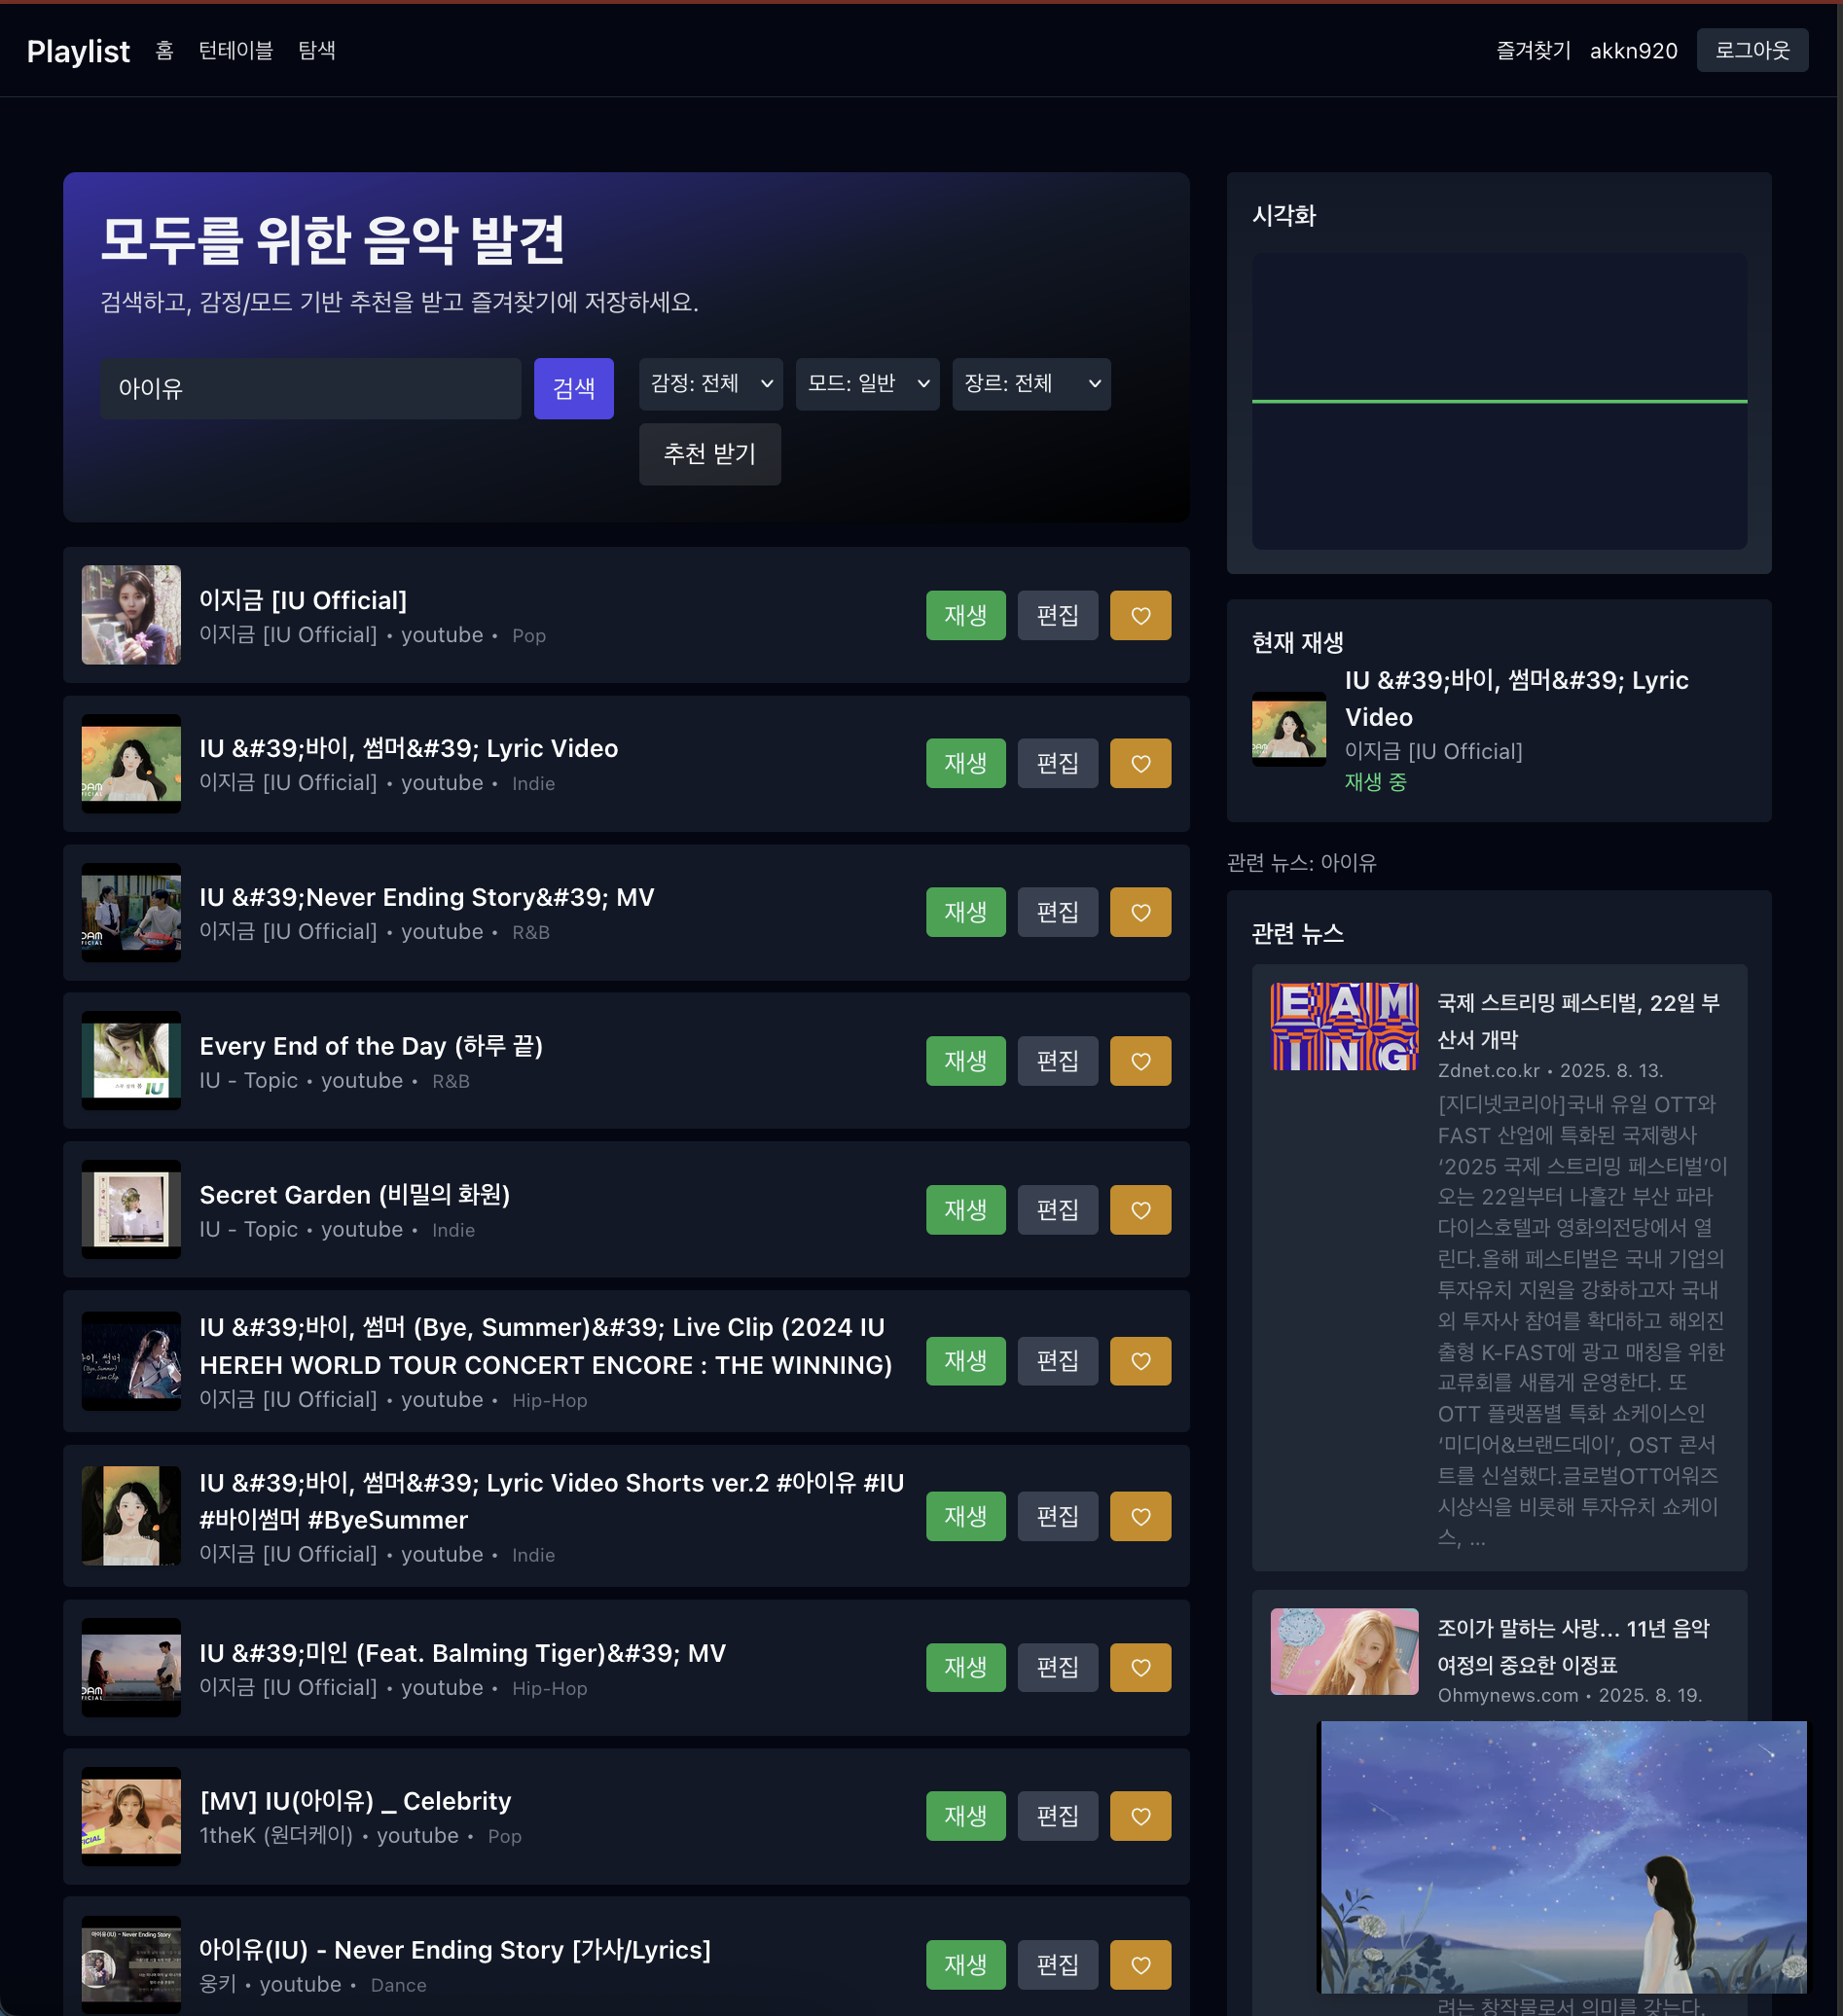 Playlist 홈 턴테이블 탐색 즐겨찾기 akkn920 로그아웃
모두를 위한 음악 발견
검색하고, 감정/모드 기반 추천을 받고 즐겨찾기에 저장하세요.
아이유 검색 감정: 전체 모드: 일반 장르: 전체
추천 받기
이지금 [IU Official]
이지금 [IU Official] • youtube • Pop
재생 편집
IU &#39;바이, 썸머&#39; Lyric Video
이지금 [IU Official] • youtube • Indie
재생 편집
IU &#39;Never Ending Story&#39; MV
이지금 [IU Official] • youtube • R&B
재생 편집
Every End of the Day (하루 끝)
IU - Topic • youtube • R&B
재생 편집
Secret Garden (비밀의 화원)
IU - Topic • youtube • Indie
재생 편집
IU &#39;바이, 썸머 (Bye, Summer)&#39; Live Clip (2024 IU
HEREH WORLD TOUR CONCERT ENCORE : THE WINNING)
이지금 [IU Official] • youtube • Hip-Hop
재생 편집
IU &#39;바이, 썸머&#39; Lyric Video Shorts ver.2 #아이유 #IU
#바이썸머 #ByeSummer
이지금 [IU Official] • youtube • Indie
재생 편집
IU &#39;미인 (Feat. Balming Tiger)&#39; MV
이지금 [IU Official] • youtube • Hip-Hop
재생 편집
[MV] IU(아이유) _ Celebrity
1theK (원더케이) • youtube • Pop
재생 편집
아이유(IU) - Never Ending Story [가사/Lyrics]
웅키 • youtube • Dance
재생 편집
시각화
현재 재생
IU &#39;바이, 썸머&#39; Lyric
Video
이지금 [IU Official]
재생 중
관련 뉴스: 아이유
관련 뉴스
EAM
ING
국제 스트리밍 페스티벌, 22일 부
산서 개막
Zdnet.co.kr • 2025. 8. 13.
[지디넷코리아]국내 유일 OTT와
FAST 산업에 특화된 국제행사
‘2025 국제 스트리밍 페스티벌’이
오는 22일부터 나흘간 부산 파라
다이스호텔과 영화의전당에서 열
린다.올해 페스티벌은 국내 기업의
투자유치 지원을 강화하고자 국내
외 투자사 참여를 확대하고 해외진
출형 K-FAST에 광고 매칭을 위한
교류회를 새롭게 운영한다. 또
OTT 플랫폼별 특화 쇼케이스인
‘미디어&브랜드데이’, OST 콘서
트를 신설했다.글로벌OTT어워즈
시상식을 비롯해 투자유치 쇼케이
스, …
조이가 말하는 사랑... 11년 음악
여정의 중요한 이정표
Ohmynews.com • 2025. 8. 19.
려는 창작물로서 의미를 갖는다.